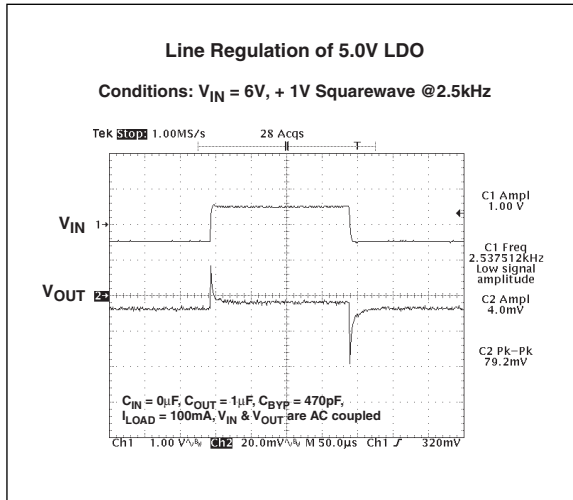 Line Regulation of 5.0V LDO
Conditions: VIN = 6V, + 1V Squarewave @2.5kHz
Tek Stop: 1.00MS/s 28 Acqs
T
C1 Ampl
1.00 V
VIN 1→
C1 Freq
2.537512kHz
Low signal
amplitude
VOUT 2→
C2 Ampl
4.0mV
C2 Pk–Pk
79.2mV
CIN = 0μF, COUT = 1μF, CBYP = 470pF,
ILOAD = 100mA, VIN & VOUT are AC coupled
Ch1 1.00 V∿ Ch2 20.0mV∿ M 50.0μs Ch1 ʃ 320mV